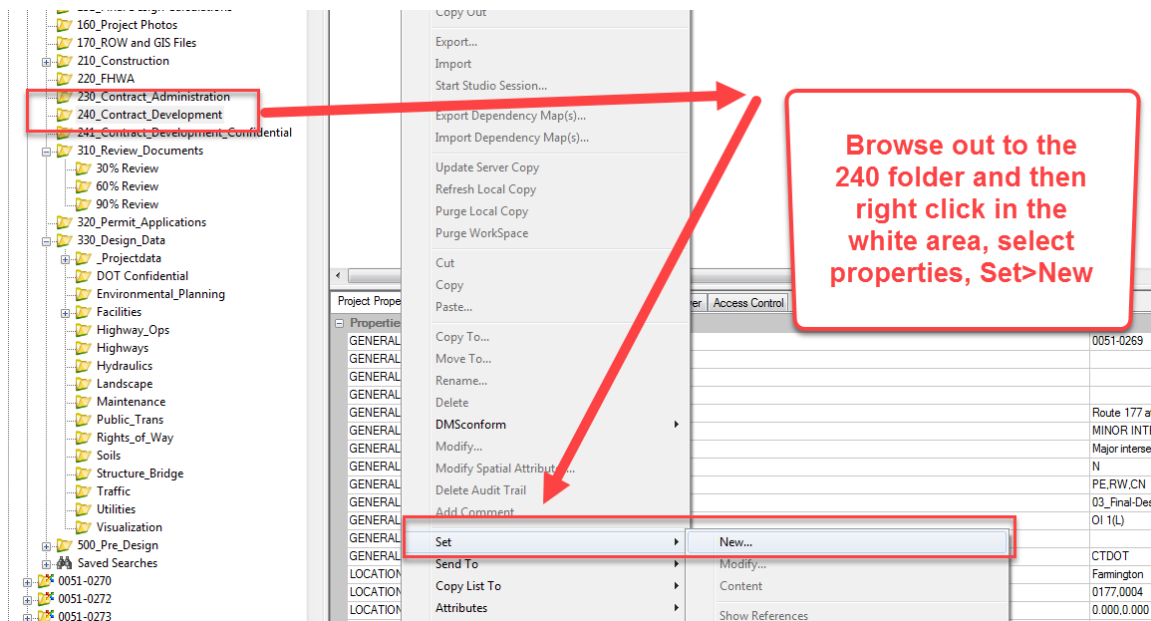 160_Project Photos
170_ROW and GIS Files
210_Construction
220_FHWA
230_Contract_Administration
240_Contract_Development
241_Contract_Development_Confidential
310_Review_Documents
30% Review
60% Review
90% Review
320_Permit_Applications
330_Design_Data
_Projectdata
DOT Confidential
Environmental_Planning
Facilities
Highway_Ops
Highways
Hydraulics
Landscape
Maintenance
Public_Trans
Rights_of_Way
Soils
Structure_Bridge
Traffic
Utilities
Visualization
500_Pre_Design
Saved Searches
0051-0270
0051-0272
0051-0273
Copy Out
Export...
Import
Start Studio Session...
Export Dependency Map(s)...
Import Dependency Map(s)...
Update Server Copy
Refresh Local Copy
Purge Local Copy
Purge WorkSpace
Cut
Copy
Paste...
Copy To...
Move To...
Rename...
Delete
DMSconform
Modify...
Modify Spatial Attribut
Delete Audit Trail
Add Comment
Set
Send To
Copy List To
Attributes
New...
Modify...
Content
Show References
Browse out to the
240 folder and then
right click in the
white area, select
properties, Set>New
Project Prope
er Access Control
Propertie
GENERAL 0051-0269
GENERAL
GENERAL
GENERAL
GENERAL Route 177 a
GENERAL MINOR INT
GENERAL Major interse
GENERAL N
GENERAL PE,RW,CN
GENERAL 03_Final-Des
GENERAL OI 1(L)
GENERAL
GENERAL CTDOT
LOCATION Farmington
LOCATION 0177,0004
LOCATION 0.000,0.000